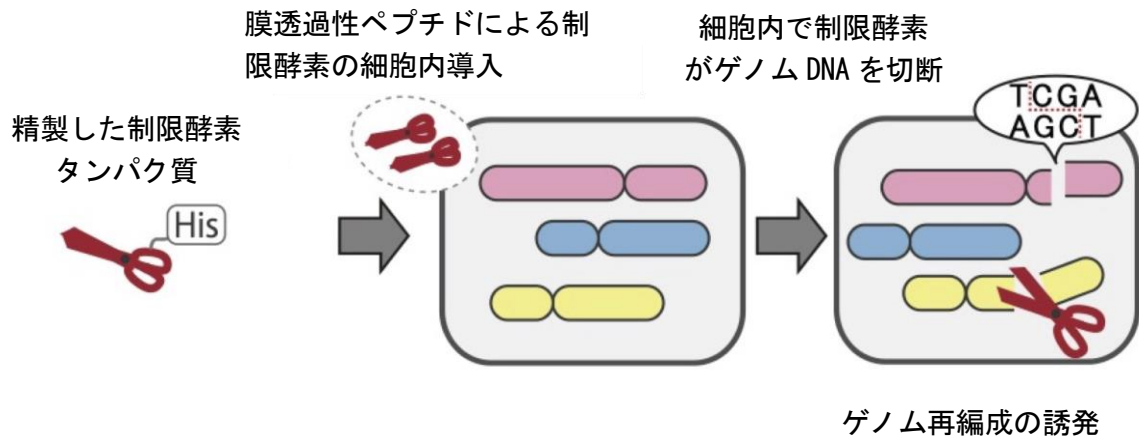 精製した制限酵素
タンパク質
His
膜透過性ペプチドによる制
限酵素の細胞内導入
細胞内で制限酵素
がゲノム DNA を切断
TCGA
AGCT
ゲノム再編成の誘発